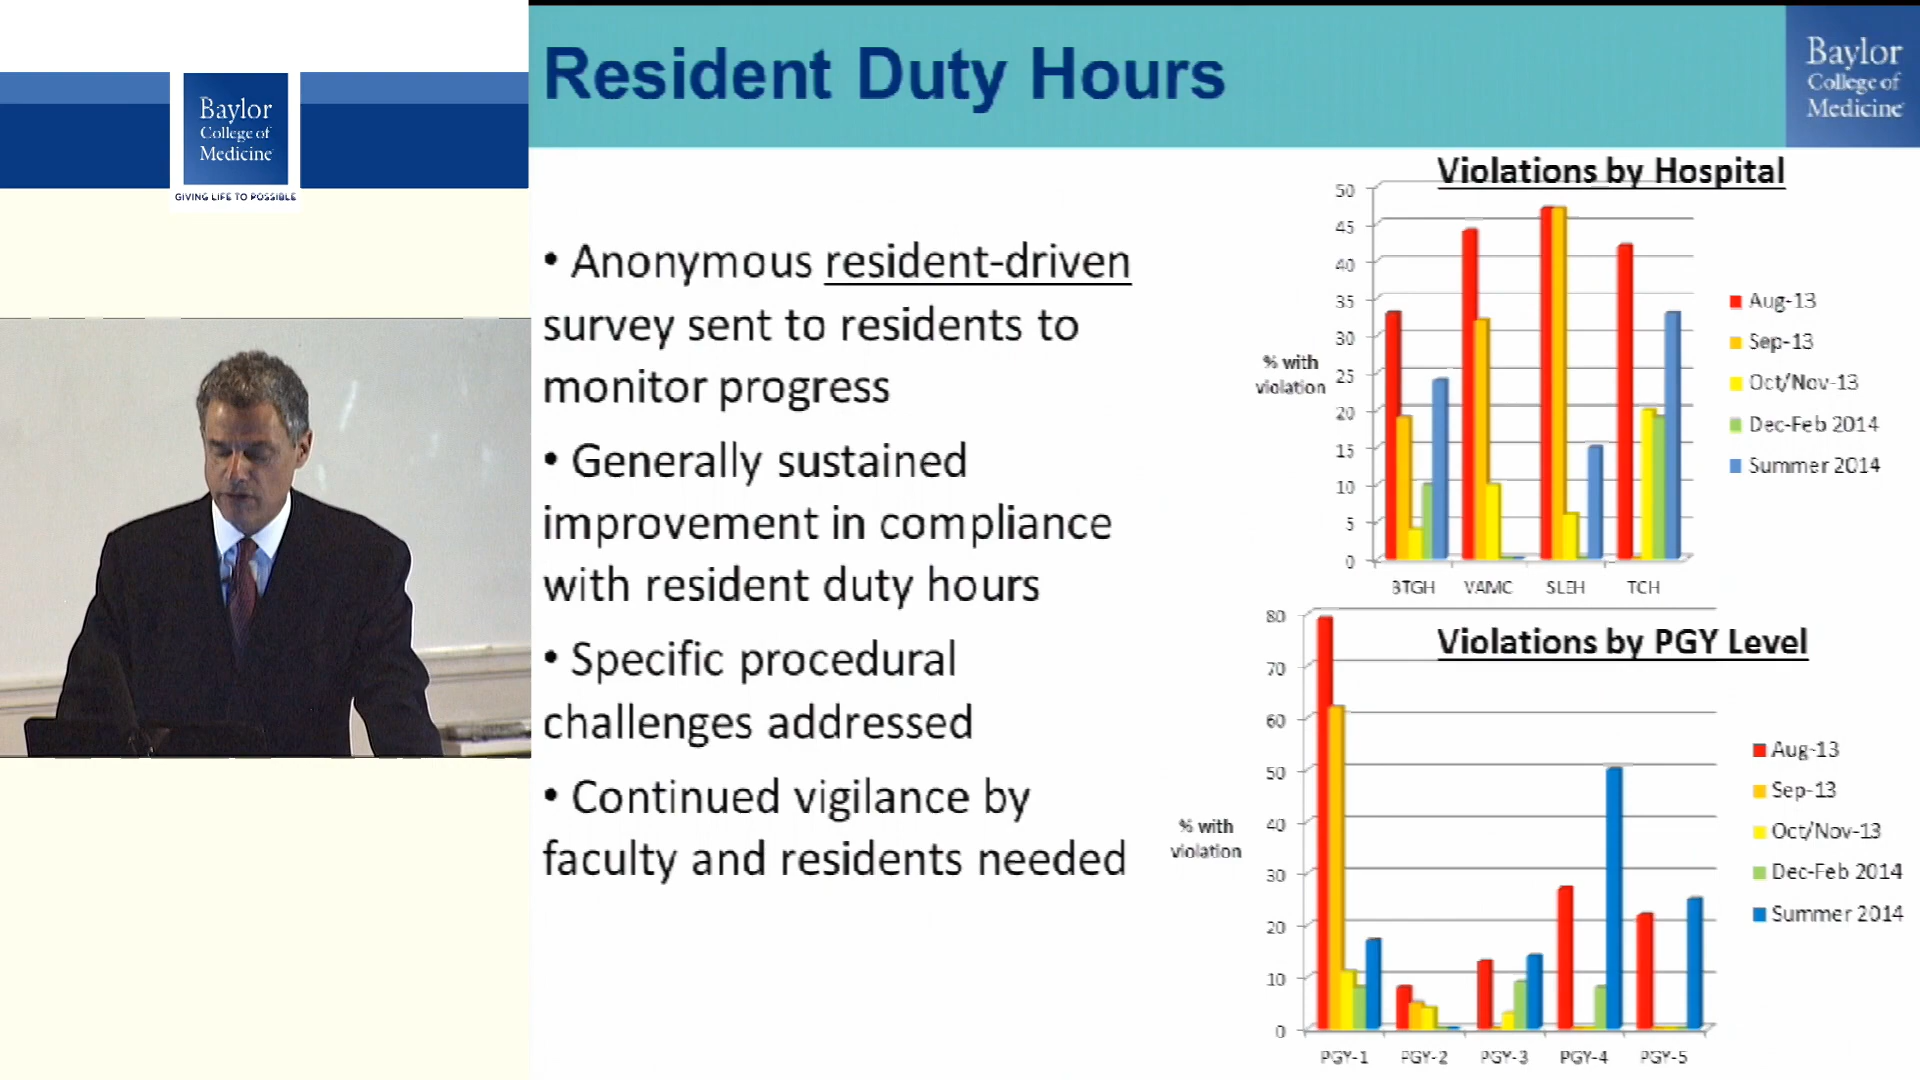 Baylor
College of
Medicine
GIVING LIFE TO POSSIBLE
Resident Duty Hours
Baylor
College of
Medicine
• Anonymous resident-driven
survey sent to residents to
monitor progress
• Generally sustained
improvement in compliance
with resident duty hours
• Specific procedural
challenges addressed
• Continued vigilance by
faculty and residents needed
Violations by Hospital
50
45
40
35
30
25
20
15
10
5
0
% with
violation
BTGH VAMC SLEH TCH
Aug-13
Sep-13
Oct/Nov-13
Dec-Feb 2014
Summer 2014
Violations by PGY Level
80
70
60
50
40
30
20
10
0
% with
violation
PGY-1 PGY-2 PGY-3 PGY-4 PGY-5
Aug-13
Sep-13
Oct/Nov-13
Dec-Feb 2014
Summer 2014